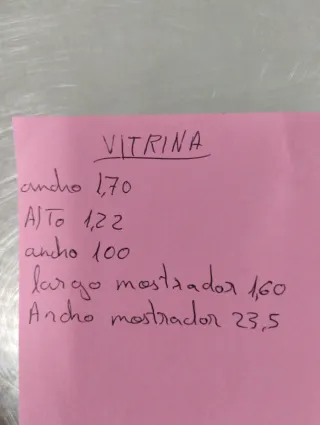 VITRINA
ancho 1,70
AlTo 1,22
ancho 100
largo mostrador 1,60
Ancho mostrador 23,5